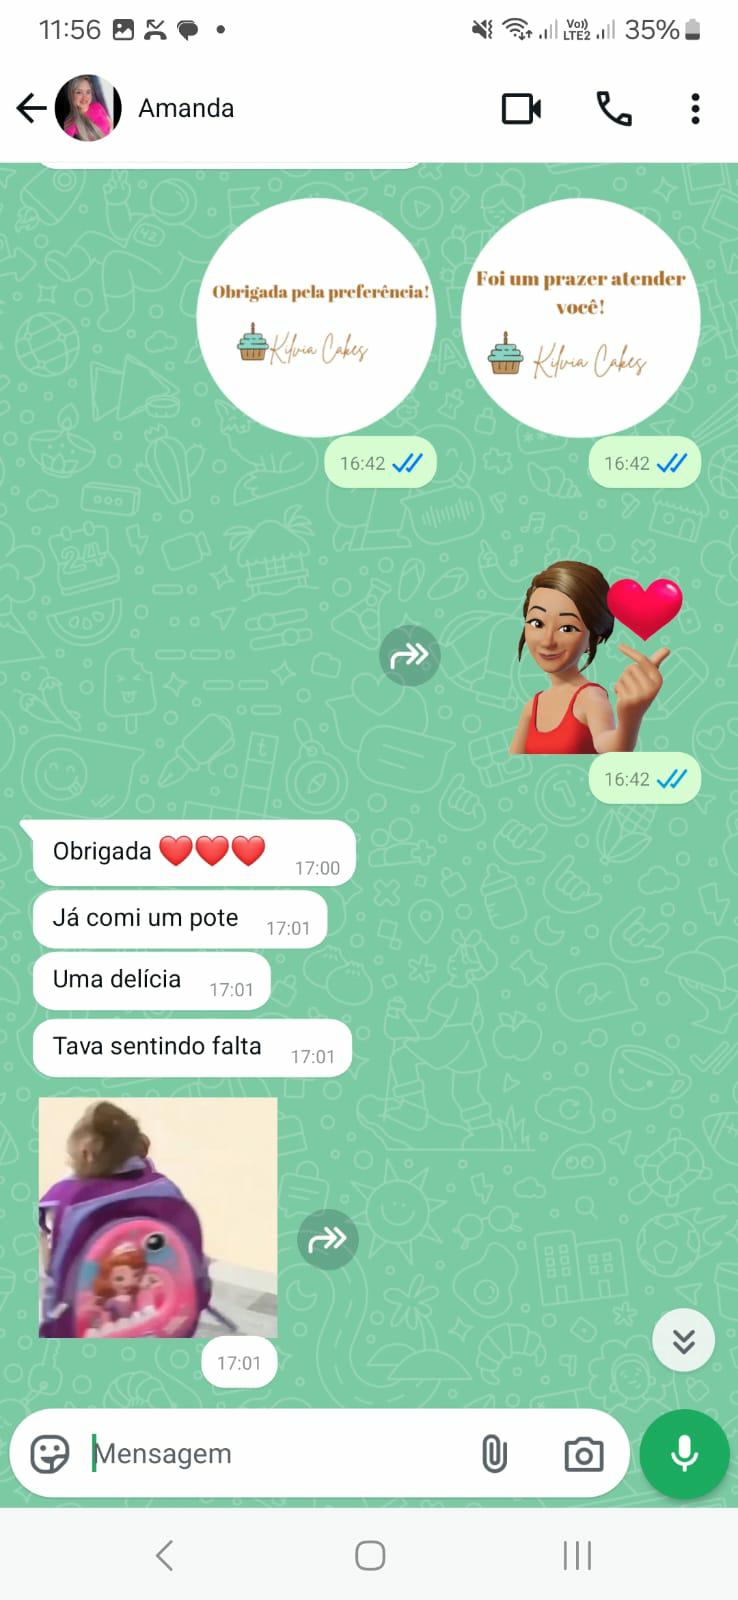 11:56
Vo)) LTE2
35%
Amanda
Obrigada pela preferência!
Kilvia Cakes
Foi um prazer atender
você!
Kilvia Cakes
16:42
16:42
16:42
Obrigada ❤️❤️❤️ 17:00
Já comi um pote 17:01
Uma delícia 17:01
Tava sentindo falta 17:01
17:01
Mensagem